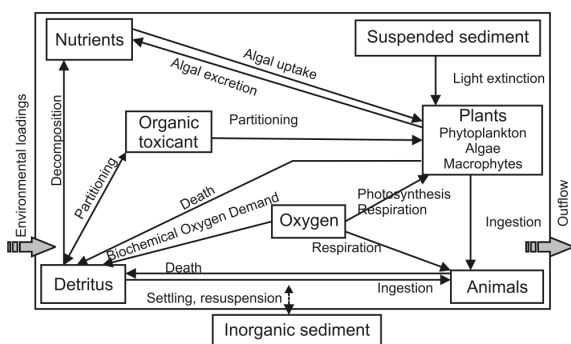 Nutrients
Suspended sediment
Algal uptake
Algal excretion
Light extinction
Environmental loadings
Decomposition
Organic
toxicant
Partitioning
Plants
Phytoplankton
Algae
Macrophytes
Partitioning
Death
Photosynthesis
Respiration
Biochemical Oxygen Demand
Oxygen
Ingestion
Outflow
Respiration
Detritus
Death
Ingestion
Animals
Settling, resuspension
Inorganic sediment